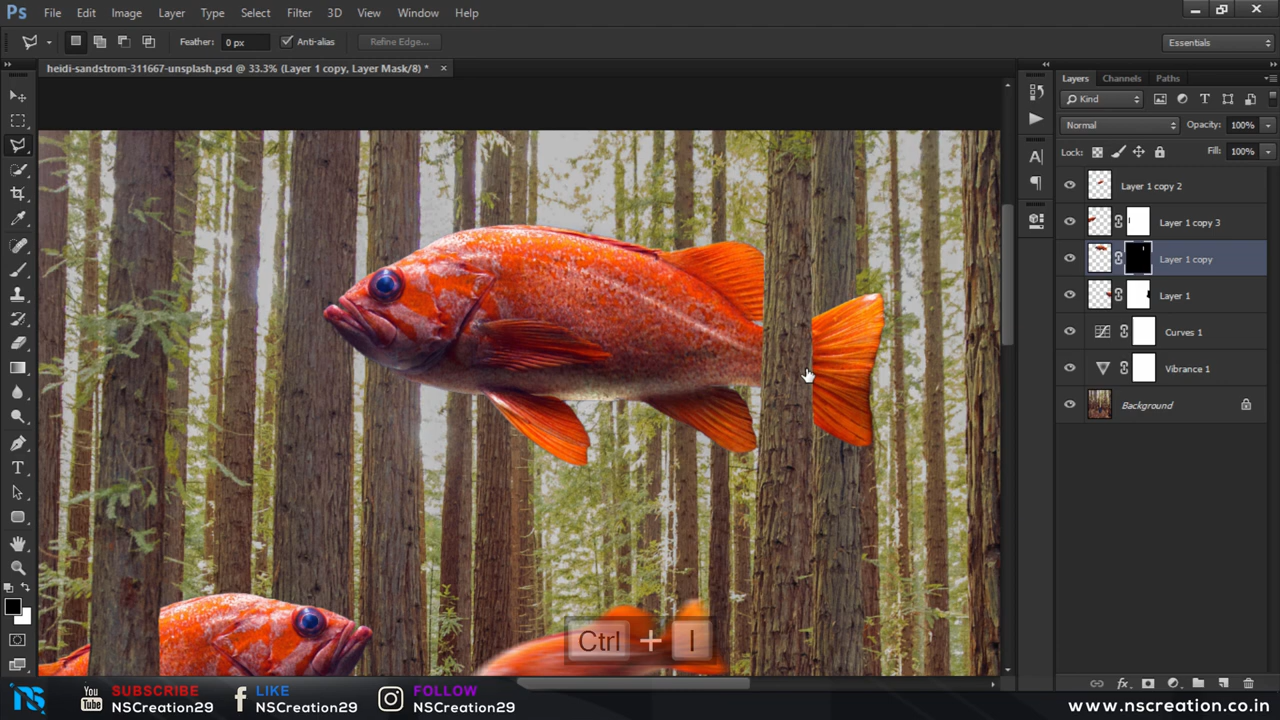 Ps File Edit Image Layer Type Select Filter 3D View Window Help
Feather: 0 px Anti-alias Refine Edge... Essentials
heidi-sandstrom-311667-unsplash.psd @ 33.3% (Layer 1 copy, Layer Mask/8) * ×
Layers Channels Paths
Kind
Normal Opacity: 100%
Lock: Fill: 100%
Layer 1 copy 2
Layer 1 copy 3
Layer 1 copy
Layer 1
Curves 1
Vibrance 1
Background
Ctrl + I
NS You Tube SUBSCRIBE NSCreation29
LIKE NSCreation29
FOLLOW NSCreation29
www.nscreation.co.in